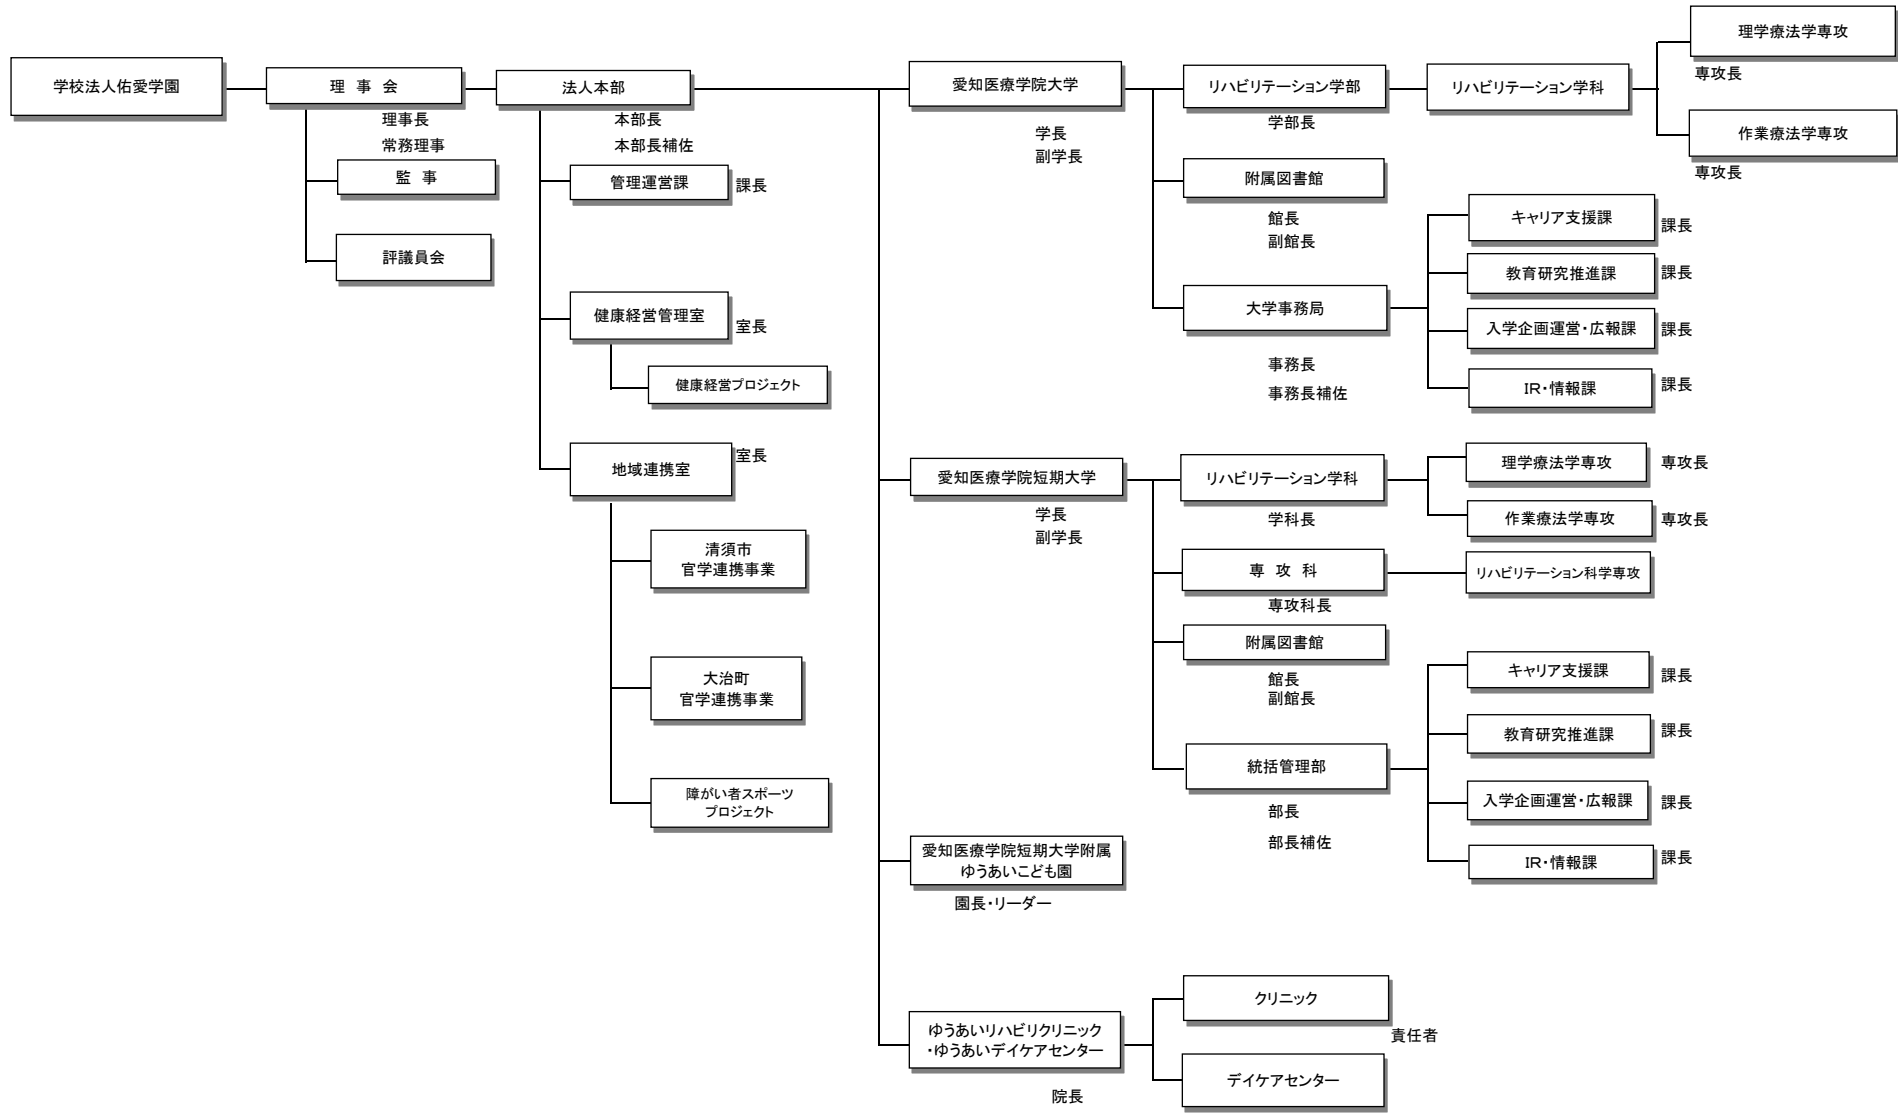 学校法人佑愛学園
理 事 会
理事長
常務理事
監 事
評議員会
法人本部
本部長
本部長補佐
管理運営課
課長
健康経営管理室
室長
健康経営プロジェクト
地域連携室
室長
清須市
官学連携事業
大治町
官学連携事業
障がい者スポーツ
プロジェクト
愛知医療学院大学
学長
副学長
リハビリテーション学部
学部長
リハビリテーション学科
理学療法学専攻
専攻長
作業療法学専攻
専攻長
附属図書館
館長
副館長
大学事務局
事務長
事務長補佐
キャリア支援課
課長
教育研究推進課
課長
入学企画運営・広報課
課長
IR・情報課
課長
愛知医療学院短期大学
学長
副学長
リハビリテーション学科
学科長
理学療法学専攻
専攻長
作業療法学専攻
専攻長
専 攻 科
専攻科長
リハビリテーション科学専攻
附属図書館
館長
副館長
統括管理部
部長
部長補佐
キャリア支援課
課長
教育研究推進課
課長
入学企画運営・広報課
課長
IR・情報課
課長
愛知医療学院短期大学附属
ゆうあいこども園
園長・リーダー
ゆうあいリハビリクリニック
・ゆうあいデイケアセンター
院長
クリニック
責任者
デイケアセンター